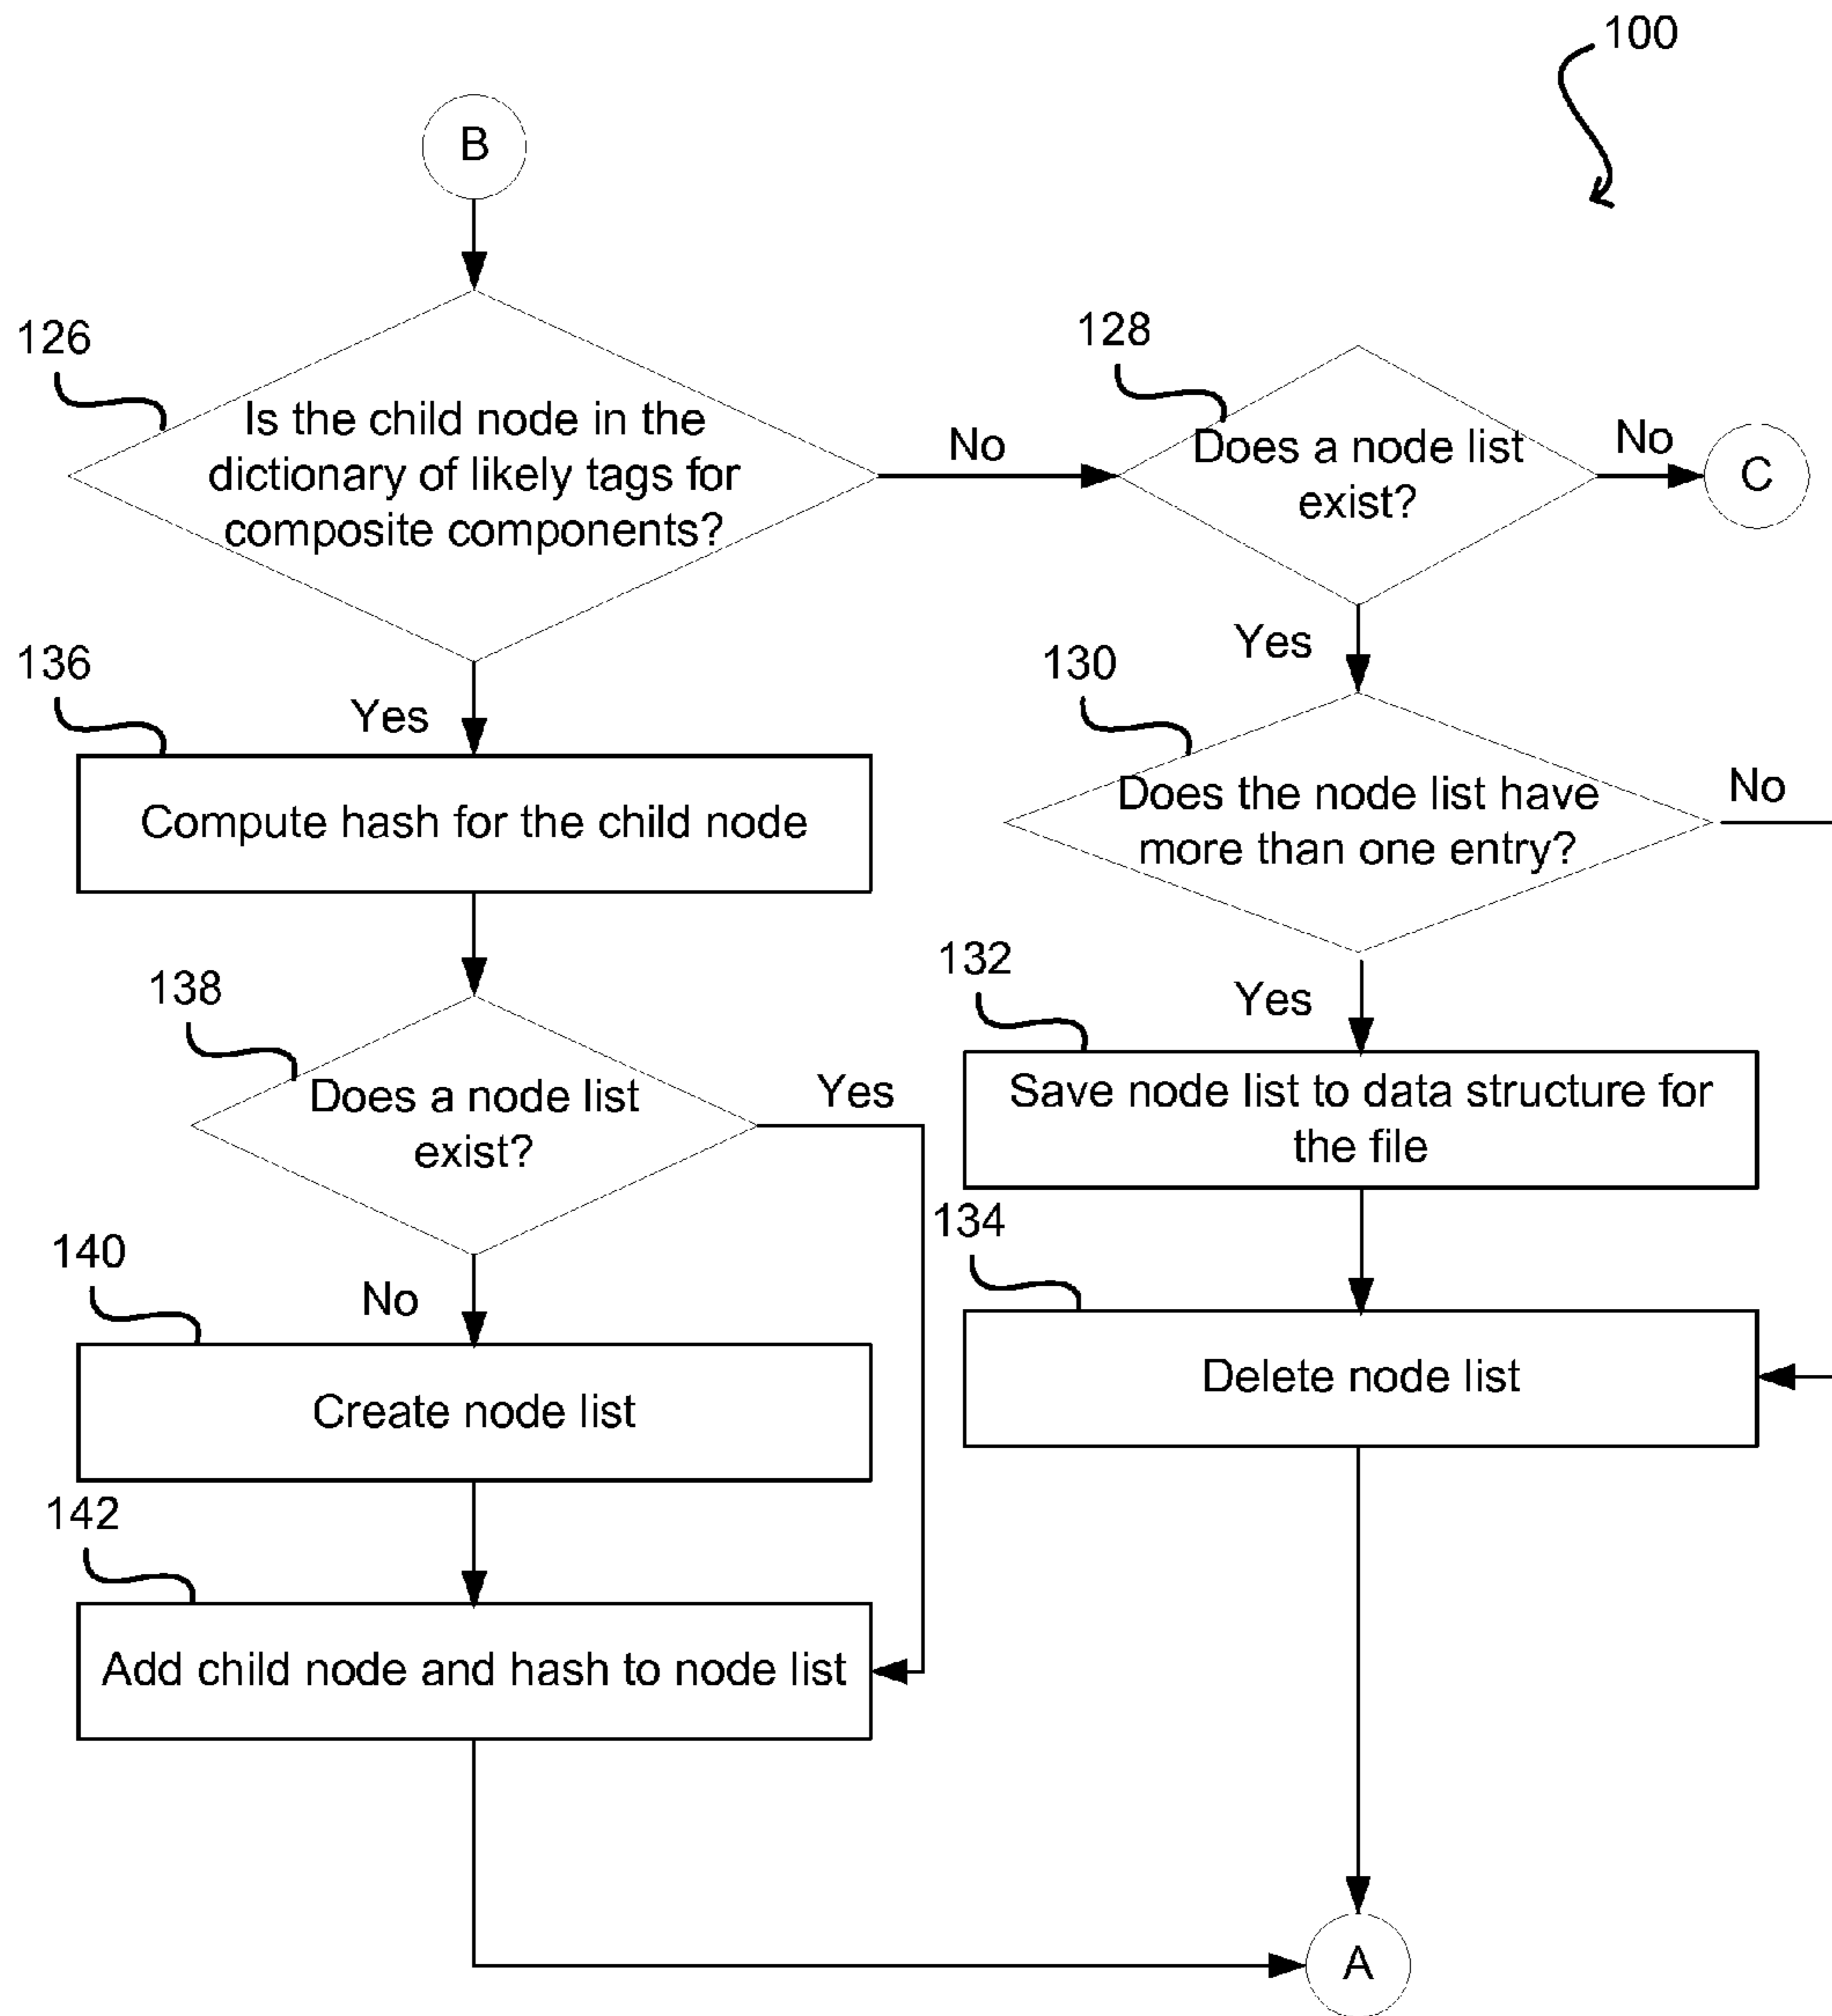 100
B
126
Is the child node in the
dictionary of likely tags for
composite components?
No
128
Does a node list
exist?
No
C
136
Yes
Compute hash for the child node
Yes
130
Does the node list have
more than one entry?
No
138
Does a node list
exist?
Yes
132
Yes
Save node list to data structure for
the file
140
No
Create node list
134
Delete node list
142
Add child node and hash to node list
A